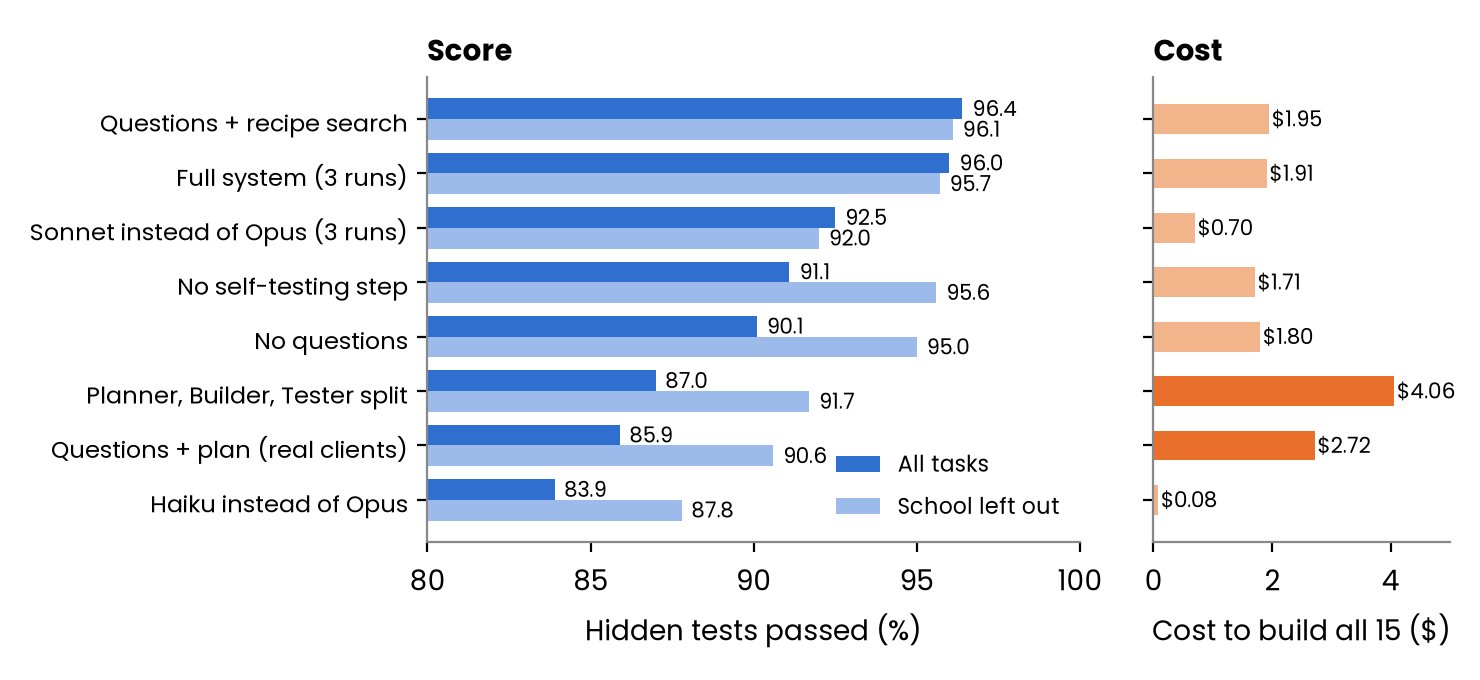 Score
Questions + recipe search
96.4
96.1
Full system (3 runs)
96.0
95.7
Sonnet instead of Opus (3 runs)
92.5
92.0
No self-testing step
91.1
95.6
No questions
90.1
95.0
Planner, Builder, Tester split
87.0
91.7
Questions + plan (real clients)
85.9
90.6
Haiku instead of Opus
83.9
87.8
All tasks
School left out
80 85 90 95 100
Hidden tests passed (%)
Cost
$1.95
$1.91
$0.70
$1.71
$1.80
$4.06
$2.72
$0.08
0 2 4
Cost to build all 15 ($)